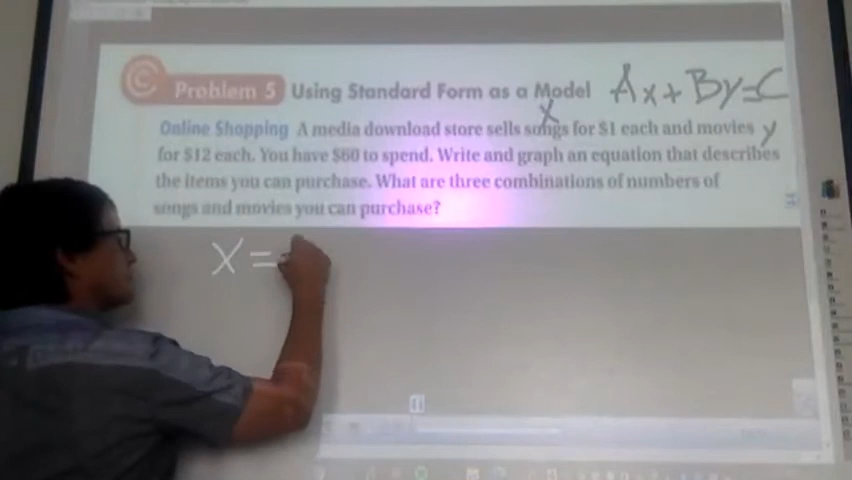 Problem 5 Using Standard Form as a Model Ax + By = C
x
Online Shopping A media download store sells songs for $1 each and movies y
for $12 each. You have $60 to spend. Write and graph an equation that describes
the items you can purchase. What are three combinations of numbers of
songs and movies you can purchase?
X =